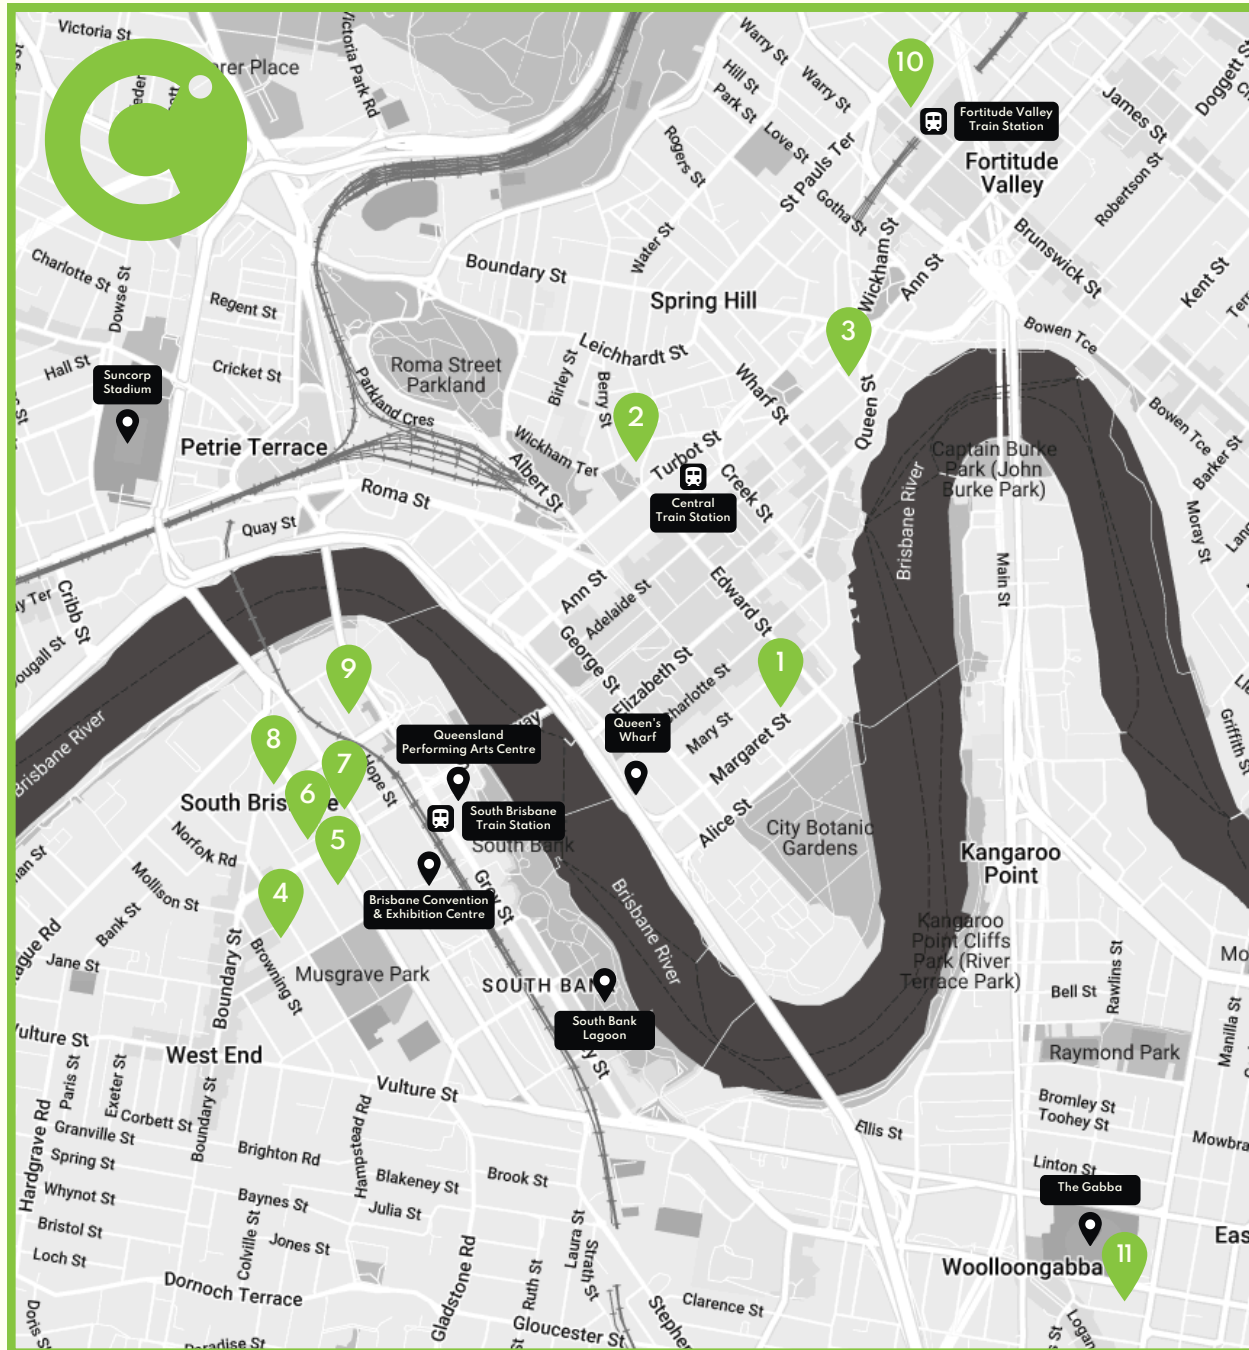 Victoria St
Victoria Park Rd
Warry St
Hill St
Park St
Warry St
Love St
St Pauls Ter
Gotha St
Rogers St
10
Fortitude Valley
Train Station
Fortitude
Valley
James St
Doggett St
Robertson St
Brunswick St
Kent St
Wickham St
Ann St
Bowen Tce
Bowen Tce
Barker St
Moray St
Charlotte St
Dowse St
Regent St
Cricket St
Hall St
Suncorp
Stadium
Petrie Terrace
Boundary St
Water St
Spring Hill
Leichhardt St
Birley St
Berry St
Wharf St
3
Queen St
Roma Street
Parkland
Parkland Cres
2
Wickham Ter
Albert St
Turbot St
Creek St
Central
Train Station
Roma St
Quay St
Cribb St
Captain Burke
Park (John
Burke Park)
Brisbane River
Main St
Ann St
Adelaide St
Edward St
George St
Elizabeth St
Charlotte St
Mary St
Margaret St
Alice St
1
Queen's
Wharf
City Botanic
Gardens
Brisbane River
9
8
7
6
5
4
Queensland
Performing Arts Centre
Hope St
South Brisbane
Train Station
South Bank
Brisbane Convention
& Exhibition Centre
Grey St
Norfolk Rd
Mollison St
Bank St
Jane St
Boundary St
Browning St
Musgrave Park
SOUTH BANK
South Bank
Lagoon
Brisbane River
Kangaroo
Point
Kangaroo
Point Cliffs
Park (River
Terrace Park)
Griffith St
Bell St
Rawlins St
Manilla St
Raymond Park
Bromley St
Toohey St
Linton St
Ellis St
The Gabba
Woolloongabba
11
Vulture St
West End
Vulture St
Paris St
Exeter St
Corbett St
Boundary St
Granville St
Spring St
Whynot St
Bristol St
Loch St
Hardgrave Rd
Brighton Rd
Hampstead Rd
Blakeney St
Julia St
Brook St
Baynes St
Colville St
Jones St
Dornoch Terrace
Gladstone Rd
Ruth St
Laura St
Strath St
Gloucester St
Clarence St